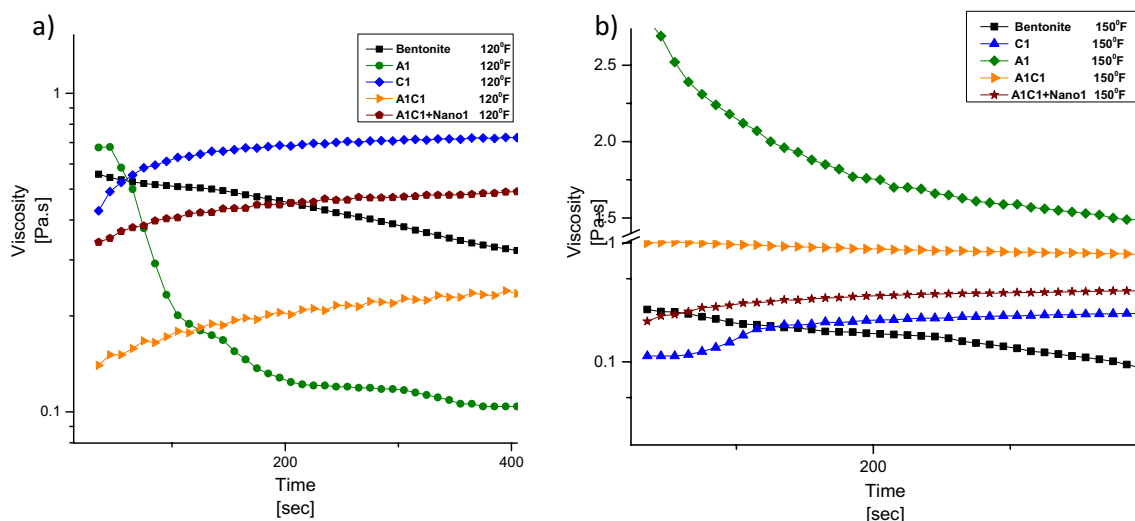 a)
Bentonite 120⁰F
A1 120⁰F
C1 120⁰F
A1C1 120⁰F
A1C1+Nano1 120⁰F
1
0.1
Viscosity
[Pa.s]
200
400
Time
[sec]
b)
Bentonite 150⁰F
C1 150⁰F
A1 150⁰F
A1C1 150⁰F
A1C1+Nano1 150⁰F
2.5
2.0
1.5
1
0.1
Viscosity
[Pa.s]
200
Time
[sec]